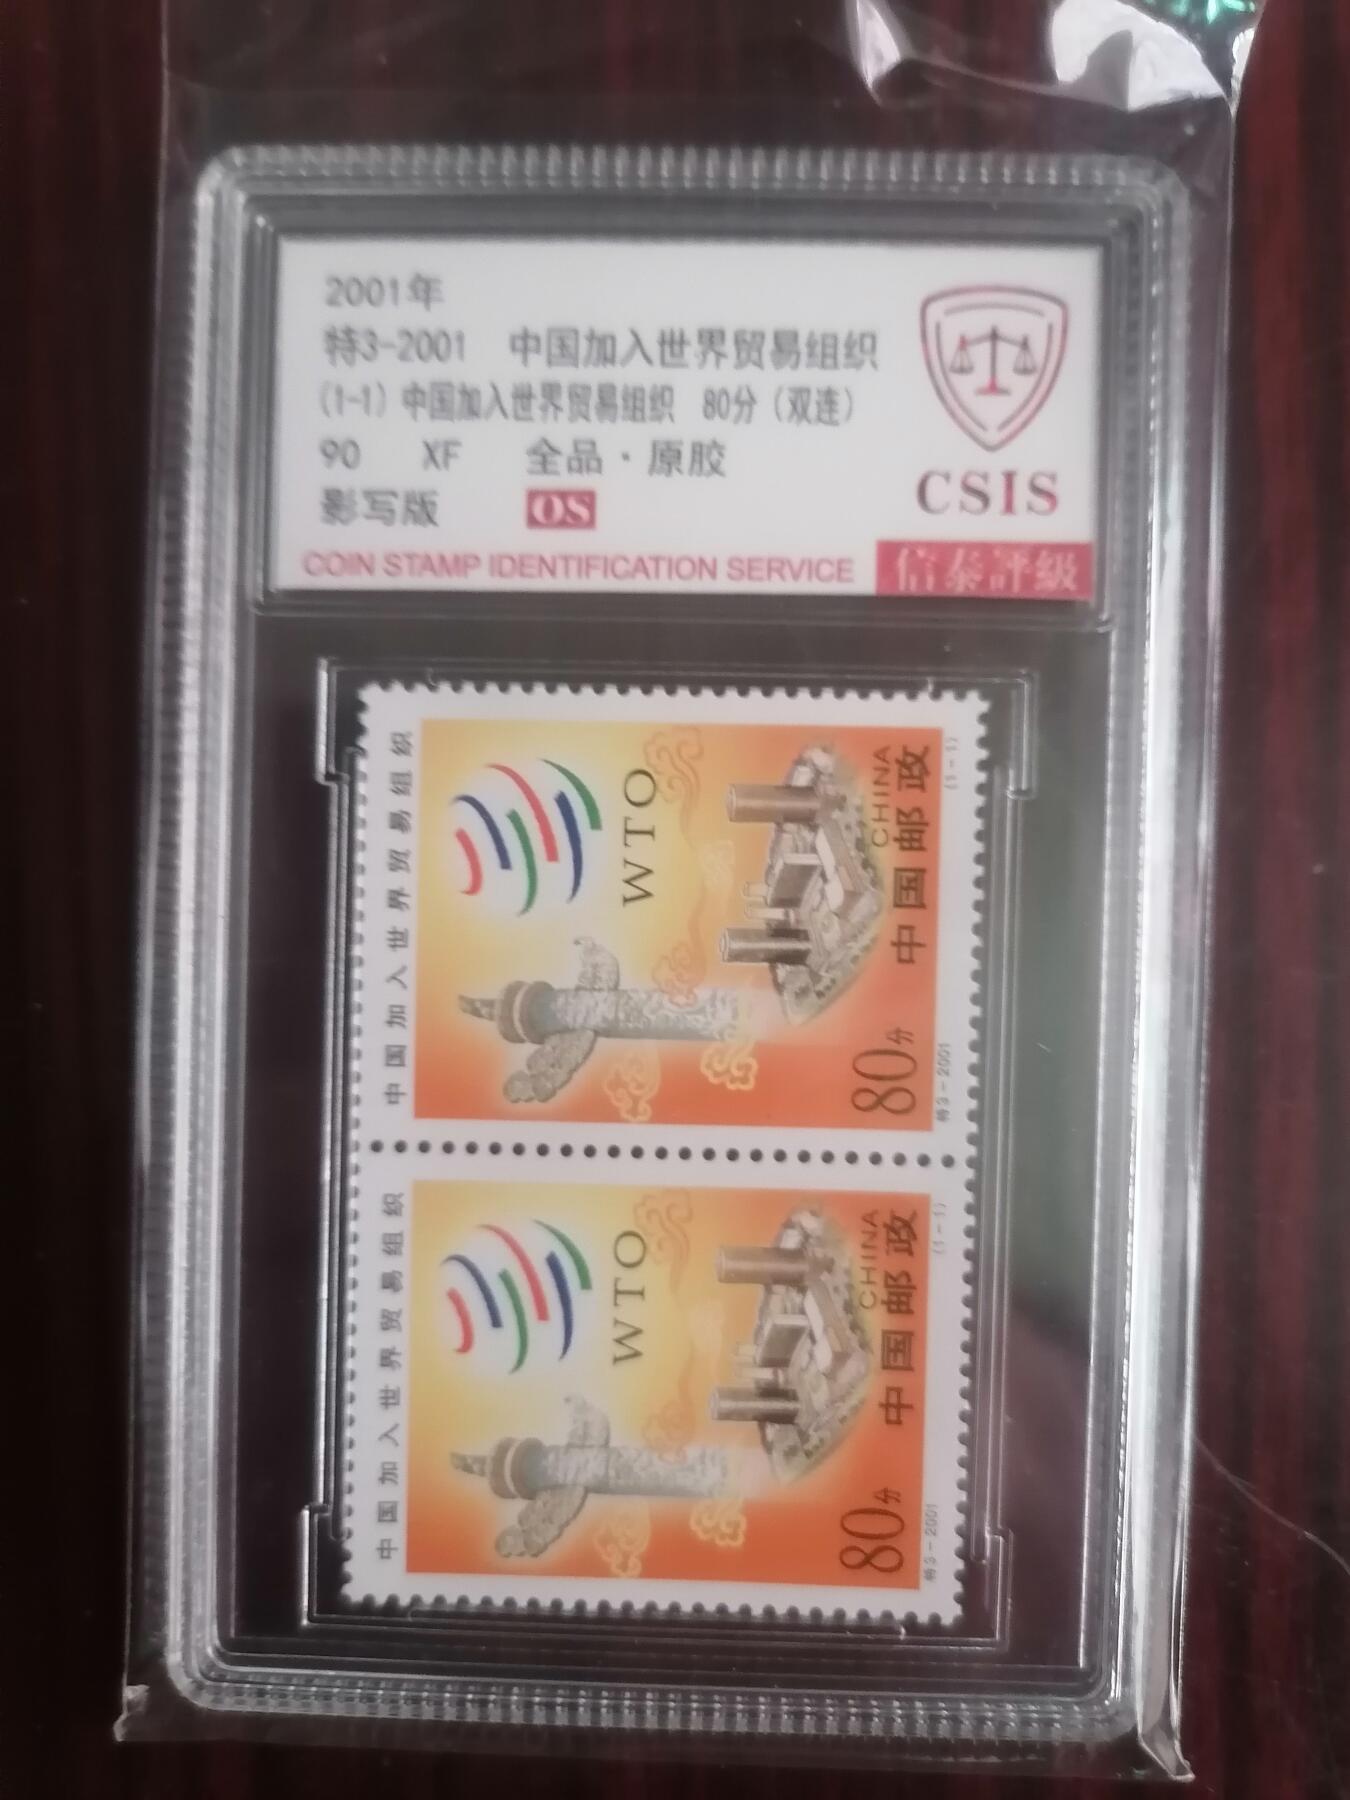 2001年
特3-2001 中国加入世界贸易组织
(1-1) 中国加入世界贸易组织 80分 (双连)
90 XF 全品·原胶
影写版 OS
CSIS
COIN STAMP IDENTIFICATION SERVICE 信泰評級
中国加入世界贸易组织
WTO
CHINA
中国邮政
80分
特3-2001
(1-1)
中国加入世界贸易组织
WTO
CHINA
中国邮政
80分
特3-2001
(1-1)